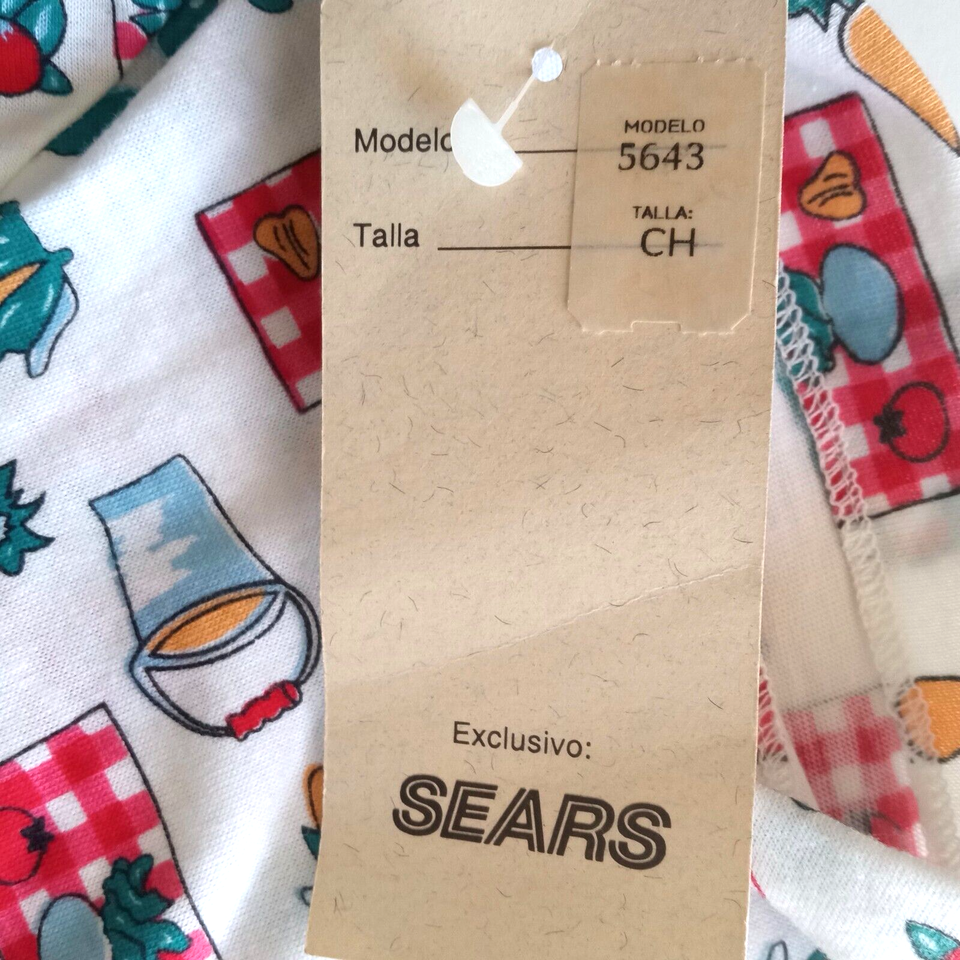 Modelo
MODELO
5643
Talla
TALLA:
CH
Exclusivo:
SEARS